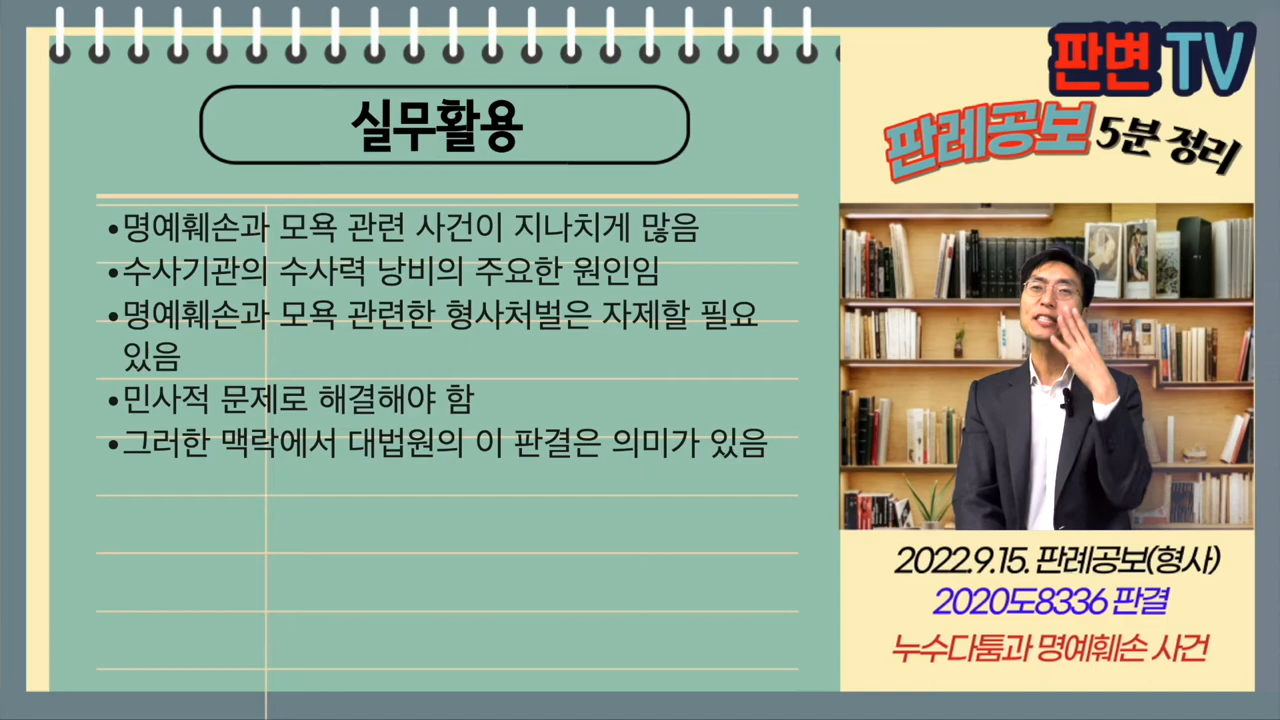 실무활용
•명예훼손과 모욕 관련 사건이 지나치게 많음
•수사기관의 수사력 낭비의 주요한 원인임
•명예훼손과 모욕 관련한 형사처벌은 자제할 필요
있음
•민사적 문제로 해결해야 함
•그러한 맥락에서 대법원의 이 판결은 의미가 있음
판변 TV
판례공보 5분 정리
2022.9.15. 판례공보(형사)
2020도8336 판결
누수다툼과 명예훼손 사건